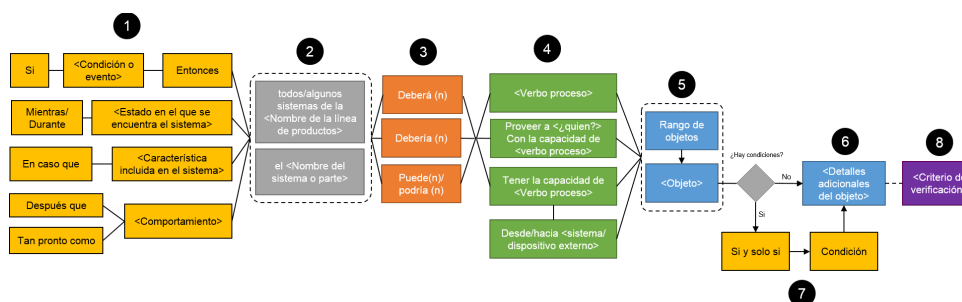 1
Si
<Condición o
evento>
Entonces
Mientras/
Durante
<Estado en el que se
encuentra el sistema>
En caso que
<Característica
incluida en el sistema>
Después que
Tan pronto como
<Comportamiento>
2
todos/algunos
sistemas de la
<Nombre de la línea
de productos>
el <Nombre del
sistema o parte>
3
Deberá (n)
Debería (n)
Puede(n)/
podría (n)
4
<Verbo proceso>
Proveer a <¿quien?>
Con la capacidad de
<verbo proceso>
Tener la capacidad de
<Verbo proceso>
Desde/hacia <sistema/
dispositivo externo>
5
Rango de
objetos
<Objeto>
¿Hay condiciones?
No
Si
6
<Detalles
adicionales
del objeto>
Si y solo si
Condición
7
8
<Criterio de
verificación>